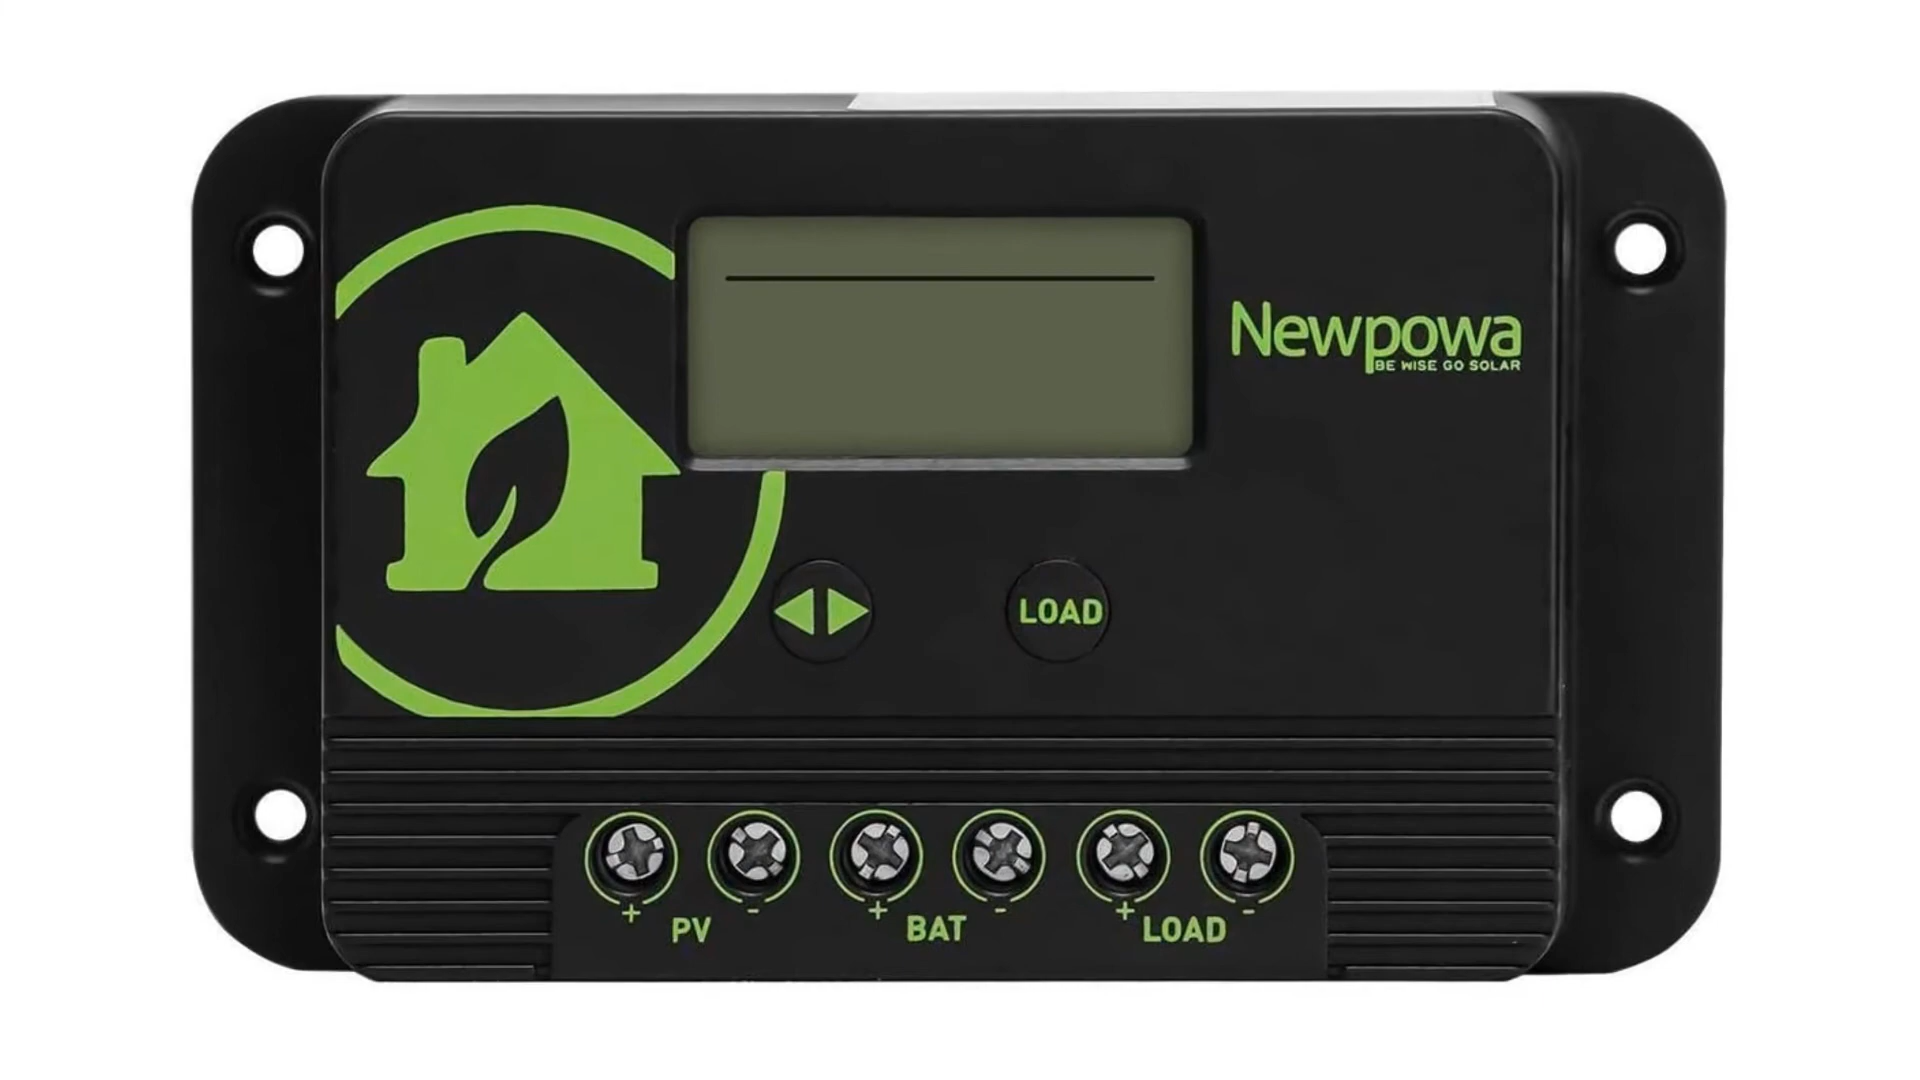 Newpowa
BE WISE GO SOLAR
LOAD
+ - + - + -
PV BAT LOAD